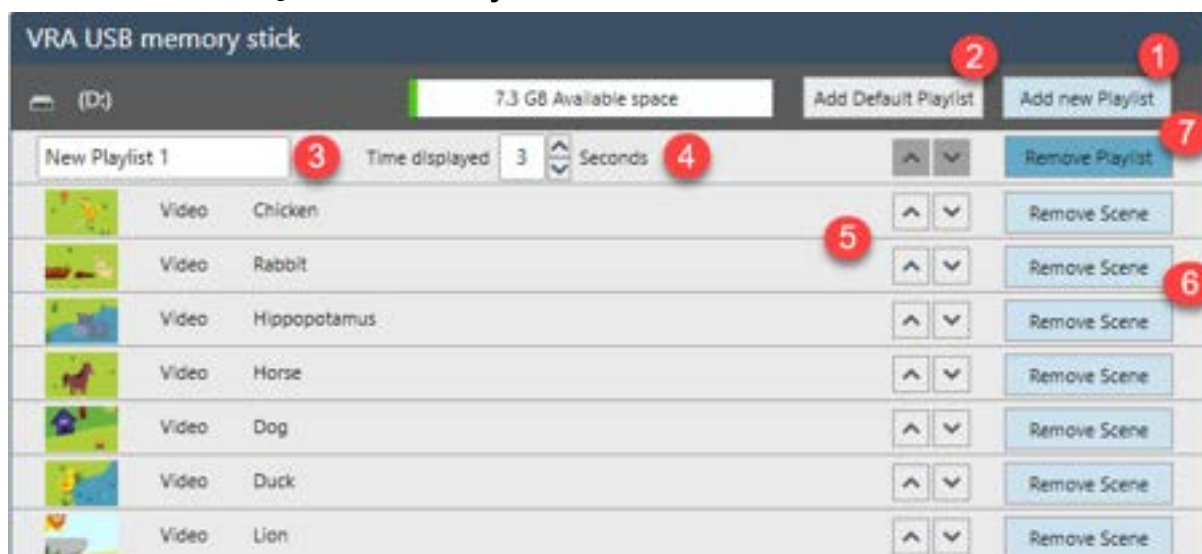 VRA USB memory stick
2 1
(D:) 7.3 GB Available space Add Default Playlist Add new Playlist
7
New Playlist 1 3 Time displayed 3 Seconds 4 Remove Playlist
Video Chicken Remove Scene
5
Video Rabbit Remove Scene
6
Video Hippopotamus Remove Scene
Video Horse Remove Scene
Video Dog Remove Scene
Video Duck Remove Scene
Video Lion Remove Scene